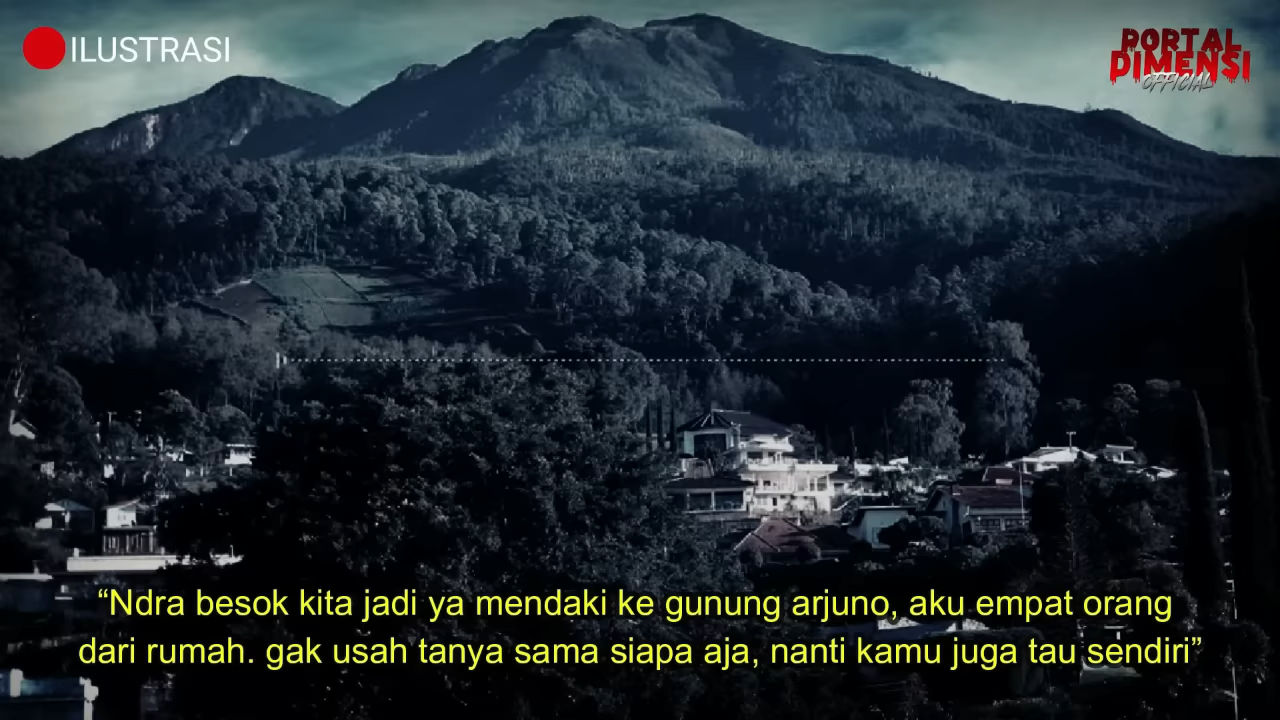 ILUSTRASI
PORTAL
DIMENSI
OFFICIAL
“Ndra besok kita jadi ya mendaki ke gunung arjuno, aku empat orang
dari rumah. gak usah tanya sama siapa aja, nanti kamu juga tau sendiri”